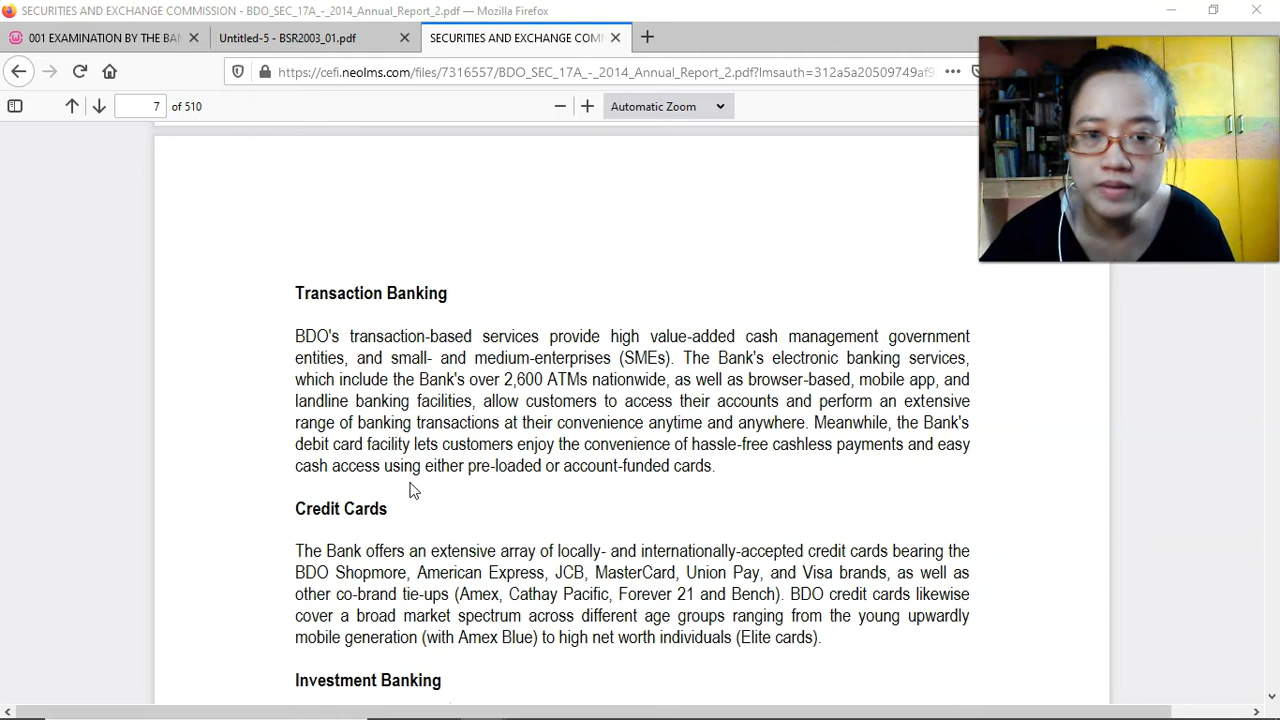 SECURITIES AND EXCHANGE COMMISSION - BDO_SEC_17A_-_2014_Annual_Report_2.pdf — Mozilla Firefox
001 EXAMINATION BY THE BAN
Untitled-5 - BSR2003_01.pdf
SECURITIES AND EXCHANGE COMM
https://cefi.neolms.com/files/7316557/BDO_SEC_17A_-_2014_Annual_Report_2.pdf?lmsauth=312a5a20509749af9
7 of 510
Automatic Zoom
Transaction Banking
BDO's transaction-based services provide high value-added cash management government
entities, and small- and medium-enterprises (SMEs). The Bank's electronic banking services,
which include the Bank's over 2,600 ATMs nationwide, as well as browser-based, mobile app, and
landline banking facilities, allow customers to access their accounts and perform an extensive
range of banking transactions at their convenience anytime and anywhere. Meanwhile, the Bank's
debit card facility lets customers enjoy the convenience of hassle-free cashless payments and easy
cash access using either pre-loaded or account-funded cards.
Credit Cards
The Bank offers an extensive array of locally- and internationally-accepted credit cards bearing the
BDO Shopmore, American Express, JCB, MasterCard, Union Pay, and Visa brands, as well as
other co-brand tie-ups (Amex, Cathay Pacific, Forever 21 and Bench). BDO credit cards likewise
cover a broad market spectrum across different age groups ranging from the young upwardly
mobile generation (with Amex Blue) to high net worth individuals (Elite cards).
Investment Banking